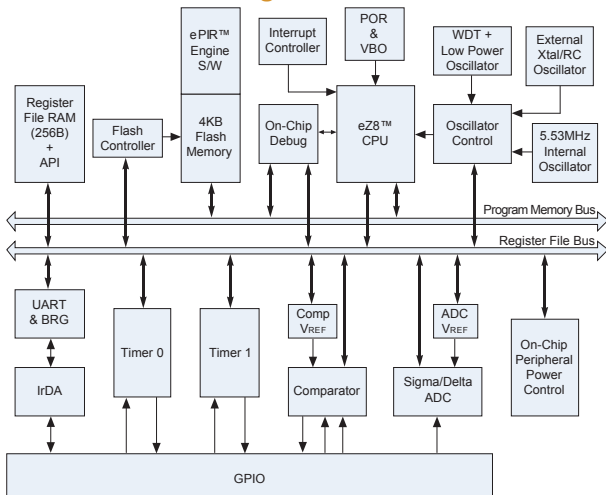 ePIR™
Engine
S/W
Interrupt
Controller
POR
&
VBO
WDT +
Low Power
Oscillator
External
Xtal/RC
Oscillator
Register
File RAM
(256B)
+
API
Flash
Controller
4KB
Flash
Memory
On-Chip
Debug
eZ8™
CPU
Oscillator
Control
5.53MHz
Internal
Oscillator
Program Memory Bus
Register File Bus
UART
& BRG
Timer 0
Timer 1
Comp
VREF
ADC
VREF
On-Chip
Peripheral
Power
Control
IrDA
Comparator
Sigma/Delta
ADC
GPIO